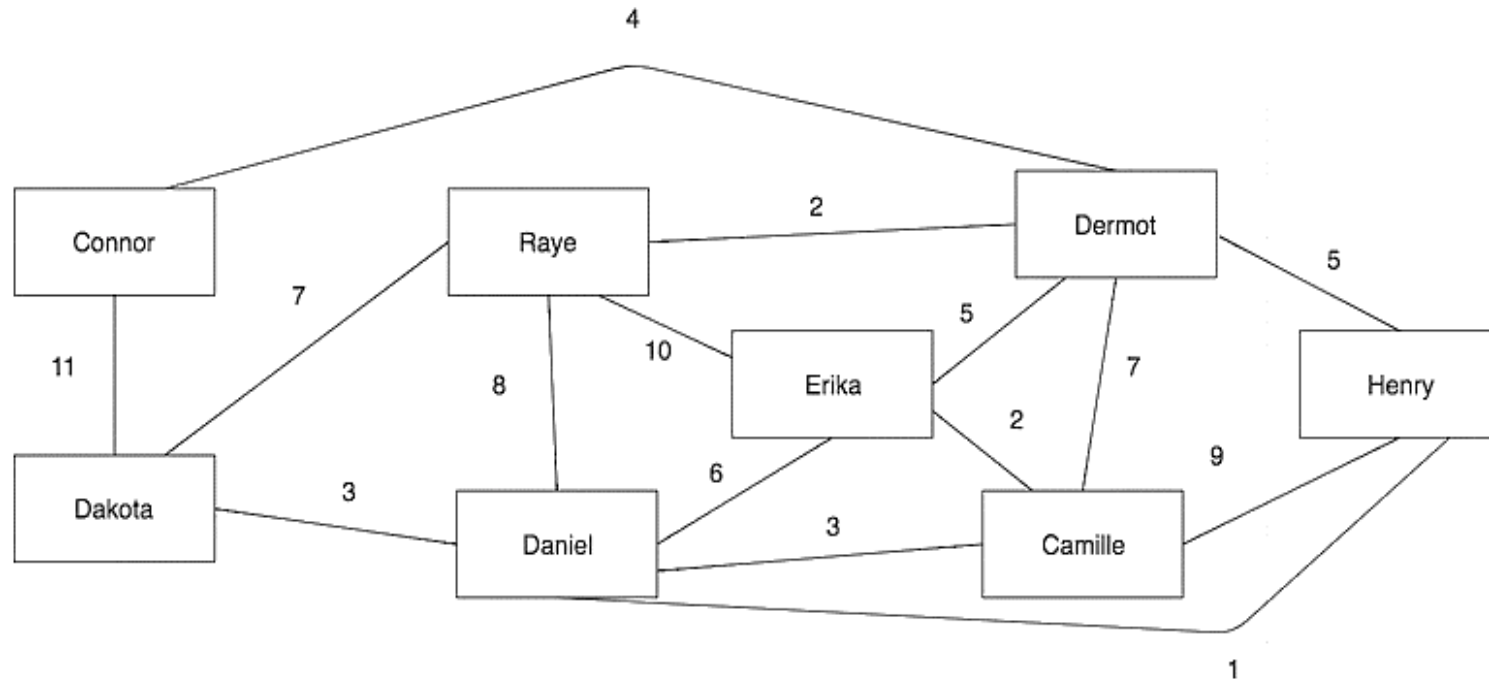 4
Connor
Raye
2
Dermot
5
7
5
11
10
8
Erika
7
Henry
2
9
6
3
Dakota
Daniel
3
Camille
1